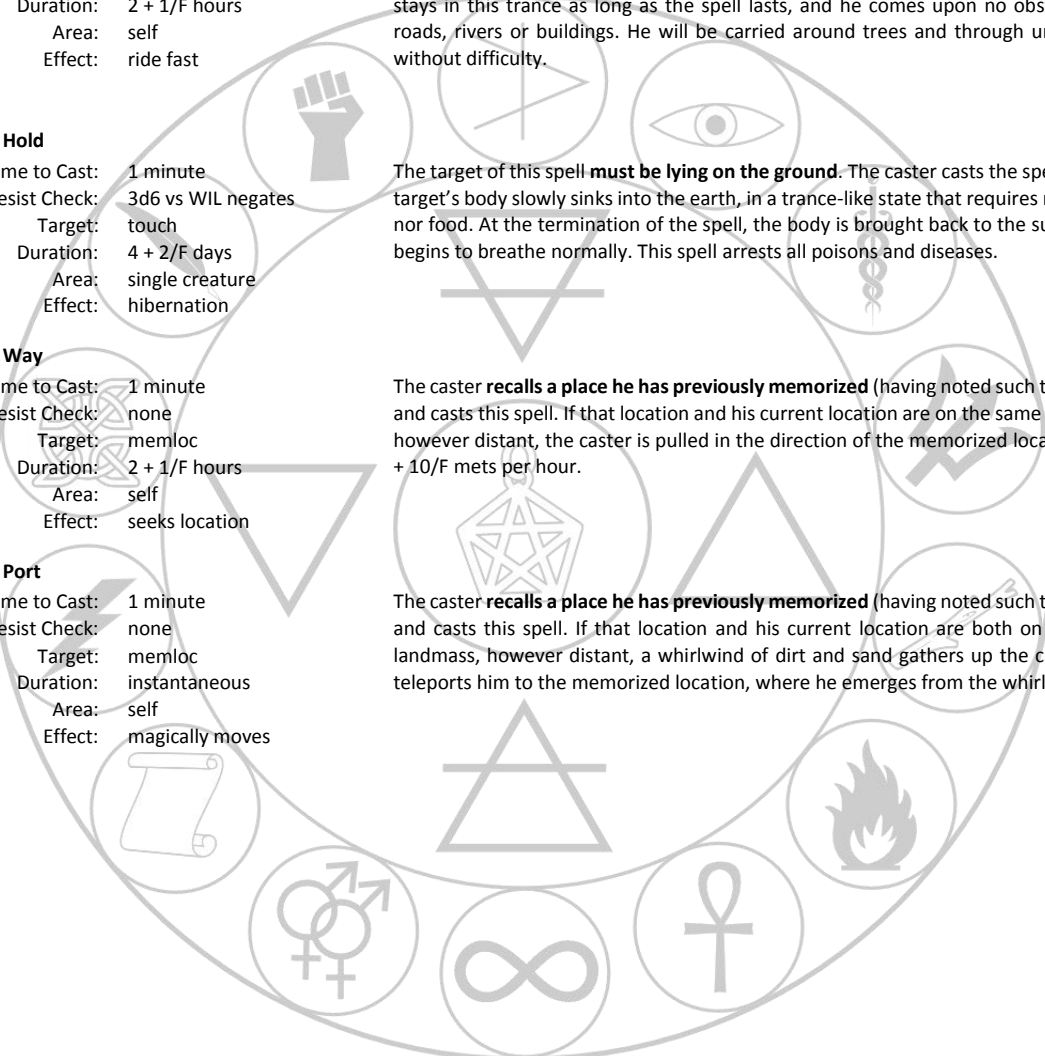 Duration: 2 + 1/F hours
Area: self
Effect: ride fast
stays in this trance as long as the spell lasts, and he comes upon no obs
roads, rivers or buildings. He will be carried around trees and through un
without difficulty.
Hold
me to Cast: 1 minute
esist Check: 3d6 vs WIL negates
Target: touch
Duration: 4 + 2/F days
Area: single creature
Effect: hibernation
The target of this spell must be lying on the ground. The caster casts the spe
target's body slowly sinks into the earth, in a trance-like state that requires
nor food. At the termination of the spell, the body is brought back to the su
begins to breathe normally. This spell arrests all poisons and diseases.
Way
me to Cast: 1 minute
esist Check: none
Target: memloc
Duration: 2 + 1/F hours
Area: self
Effect: seeks location
The caster recalls a place he has previously memorized (having noted such t
and casts this spell. If that location and his current location are on the same
however distant, the caster is pulled in the direction of the memorized loca
+ 10/F mets per hour.
Port
me to Cast: 1 minute
esist Check: none
Target: memloc
Duration: instantaneous
Area: self
Effect: magically moves
The caster recalls a place he has previously memorized (having noted such t
and casts this spell. If that location and his current location are both on
landmass, however distant, a whirlwind of dirt and sand gathers up the c
teleports him to the memorized location, where he emerges from the whirl